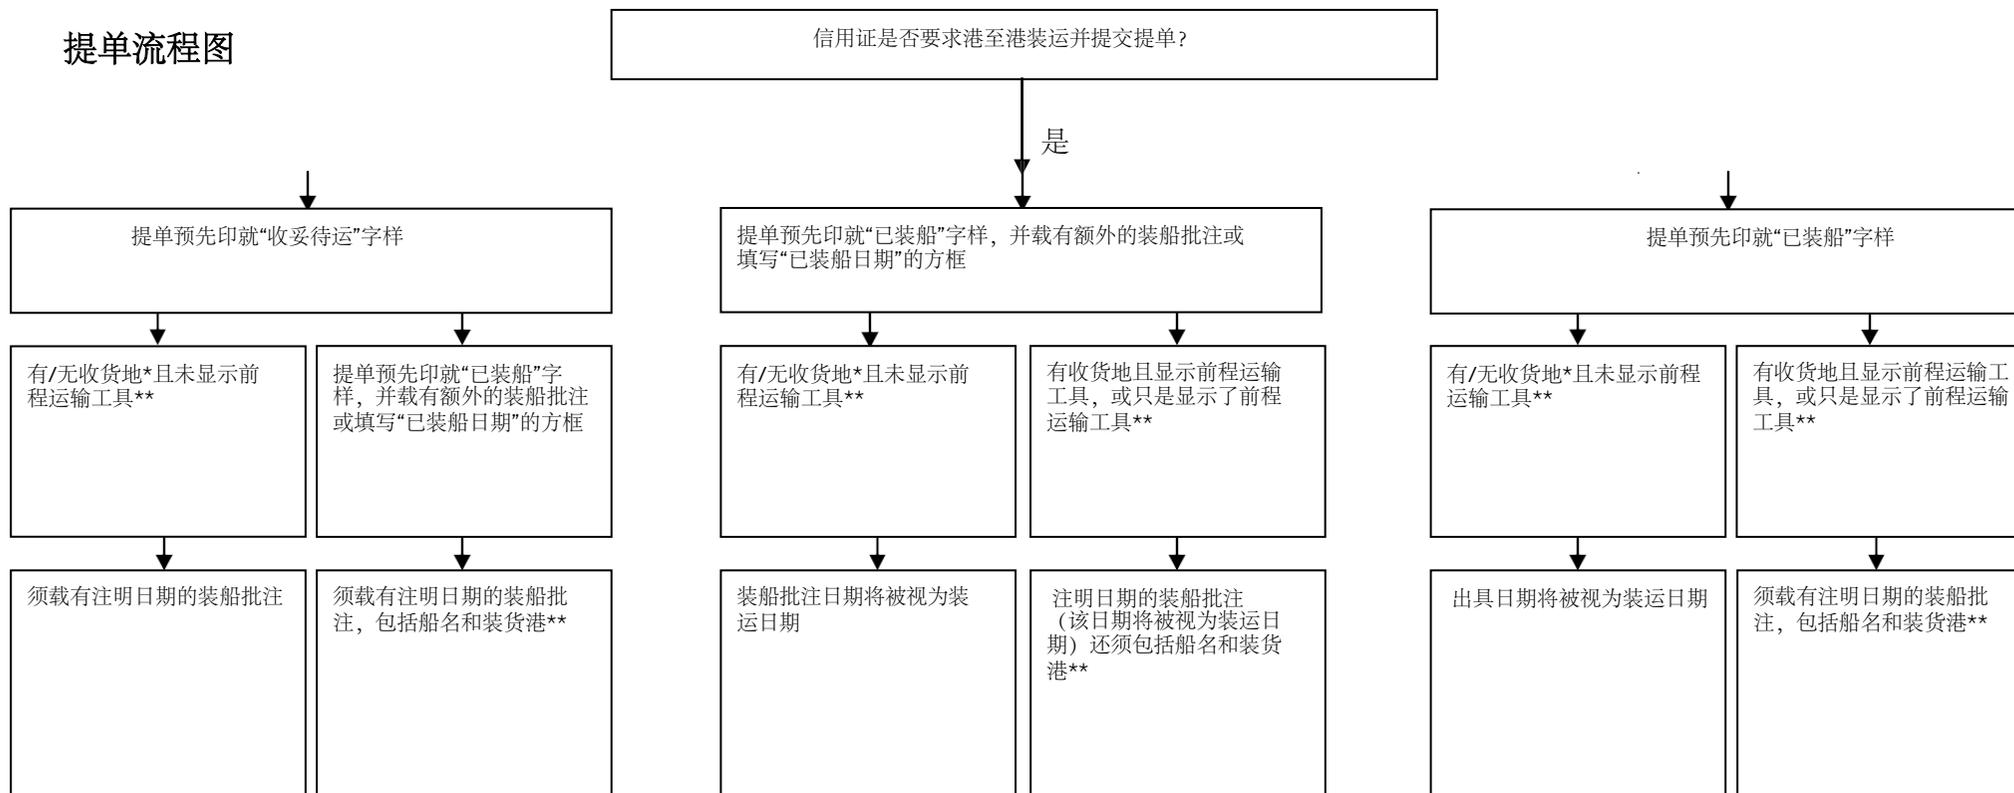 提单流程图
信用证是否要求港至港装运并提交提单?
是
提单预先印就“收妥待运”字样
提单预先印就“已装船”字样，并载有额外的装船批注或
填写“已装船日期”的方框
提单预先印就“已装船”字样
有/无收货地*且未显示前
程运输工具**
提单预先印就“已装船”字
样，并载有额外的装船批注
或填写“已装船日期”的方框
有/无收货地*且未显示前
程运输工具**
有收货地且显示前程运输
工具，或只是显示了前程
运输工具**
有/无收货地*且未显示前程
运输工具**
有收货地且显示前程运输工
具，或只是显示了前程运输
工具**
须载有注明日期的装船批注
须载有注明日期的装船批
注，包括船名和装货港**
装船批注日期将被视为装
运日期
注明日期的装船批注
（该日期将被视为装运日
期）还须包括船名和装货
港**
出具日期将被视为装运日期
须载有注明日期的装船批
注，包括船名和装货港**